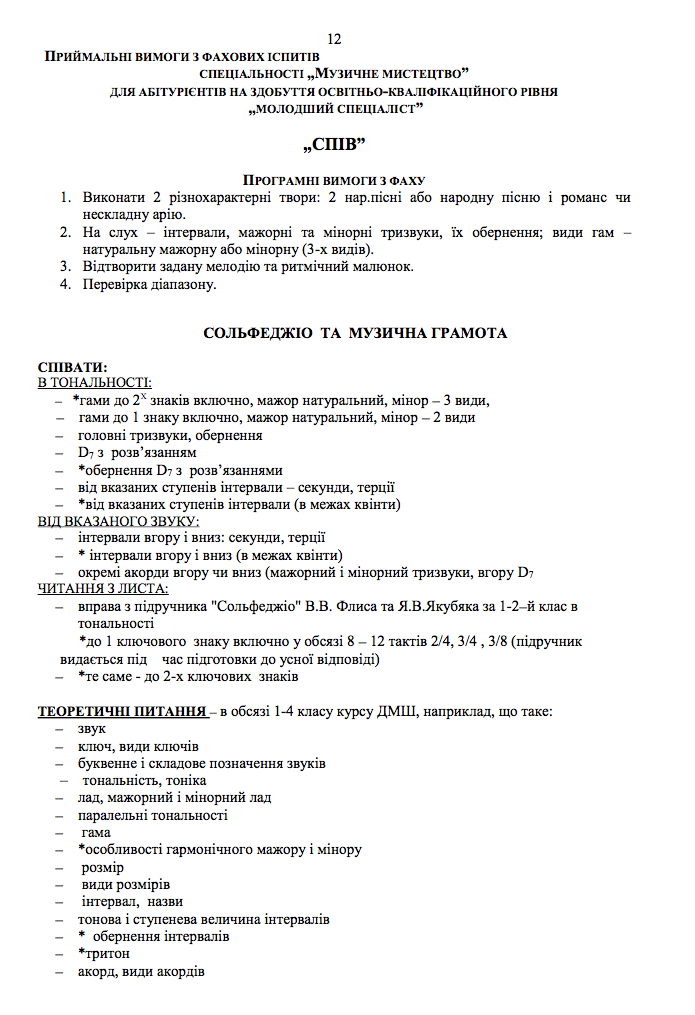 12
ПРИЙМАЛЬНІ ВИМОГИ З ФАХОВИХ ІСПИТІВ
СПЕЦІАЛЬНОСТІ „МУЗИЧНЕ МИСТЕЦТВО”
ДЛЯ АБІТУРІЄНТІВ НА ЗДОБУТТЯ ОСВІТНЬО-КВАЛІФІКАЦІЙНОГО РІВНЯ
„МОЛОДШИЙ СПЕЦІАЛІСТ”
„СПІВ”
ПРОГРАМНІ ВИМОГИ З ФАХУ
1. Виконати 2 різнохарактерні твори: 2 нар.пісні або народну пісню і романс чи
нескладну арію.
2. На слух – інтервали, мажорні та мінорні тризвуки, їх обернення; види гам –
натуральну мажорну або мінорну (3-х видів).
3. Відтворити задану мелодію та ритмічний малюнок.
4. Перевірка діапазону.
СОЛЬФЕДЖІО ТА МУЗИЧНА ГРАМОТА
СПІВАТИ:
В ТОНАЛЬНОСТІ:
– *гами до 2Х знаків включно, мажор натуральний, мінор – 3 види,
– гами до 1 знаку включно, мажор натуральний, мінор – 2 види
– головні тризвуки, обернення
– D7 з розв’язанням
– *обернення D7 з розв’язаннями
– від вказаних ступенів інтервали – секунди, терції
– *від вказаних ступенів інтервали (в межах квінти)
ВІД ВКАЗАНОГО ЗВУКУ:
– інтервали вгору і вниз: секунди, терції
– * інтервали вгору і вниз (в межах квінти)
– окремі акорди вгору чи вниз (мажорний і мінорний тризвуки, вгору D7
ЧИТАННЯ З ЛИСТА:
– вправа з підручника "Сольфеджіо" В.В. Флиса та Я.В.Якубяка за 1-2–й клас в
тональності
*до 1 ключового знаку включно у обсязі 8 – 12 тактів 2/4, 3/4 , 3/8 (підручник
видається під час підготовки до усної відповіді)
– *те саме - до 2-х ключових знаків
ТЕОРЕТИЧНІ ПИТАННЯ – в обсязі 1-4 класу курсу ДМШ, наприклад, що таке:
– звук
– ключ, види ключів
– буквенне і складове позначення звуків
– тональність, тоніка
– лад, мажорний і мінорний лад
– паралельні тональності
– гама
– *особливості гармонічного мажору і мінору
– розмір
– види розмірів
– інтервал, назви
– тонова і ступенева величина інтервалів
– * обернення інтервалів
– *тритон
– акорд, види акордів